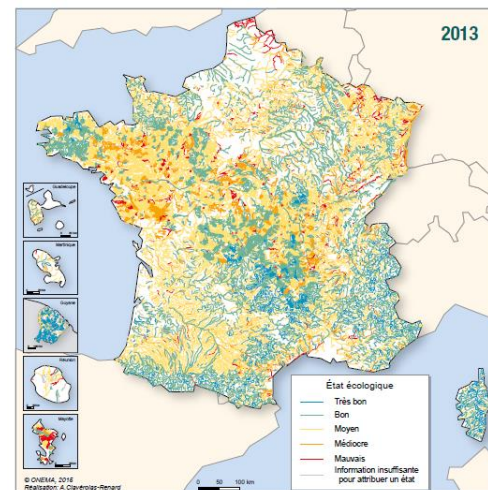 2013
Guadeloupe
Martinique
Guyane
Réunion
Mayotte
État écologique
Très bon
Bon
Moyen
Médiocre
Mauvais
Information insuffisante
pour attribuer un état
© ONEMA, 2016
Réalisation: A.Clavérolas-Renard
0 50 100 km